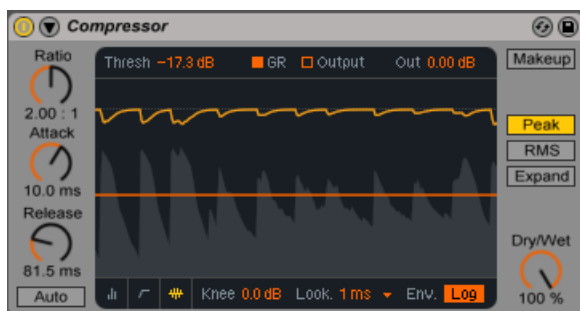 Compressor
Ratio
2.00 : 1
Attack
10.0 ms
Release
81.5 ms
Auto
Thresh -17.3 dB GR Output Out 0.00 dB
Knee 0.0 dB Look. 1 ms Env. Log
Makeup
Peak
RMS
Expand
Dry/Wet
100 %